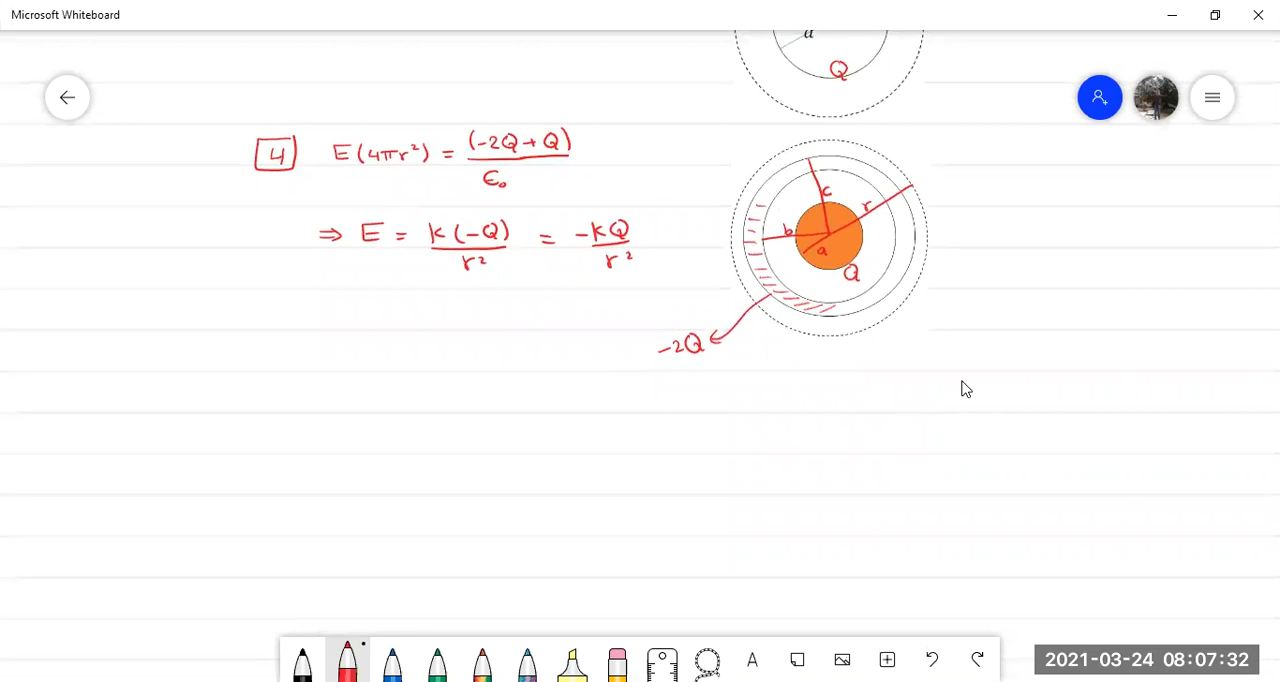 Microsoft Whiteboard
a
Q
4 E(4πr²) = (-2Q+Q) / ε₀
⇒ E = k(-Q) / r² = -kQ / r²
c
r
b
a
Q
-2Q
A
2021-03-24 08:07:32